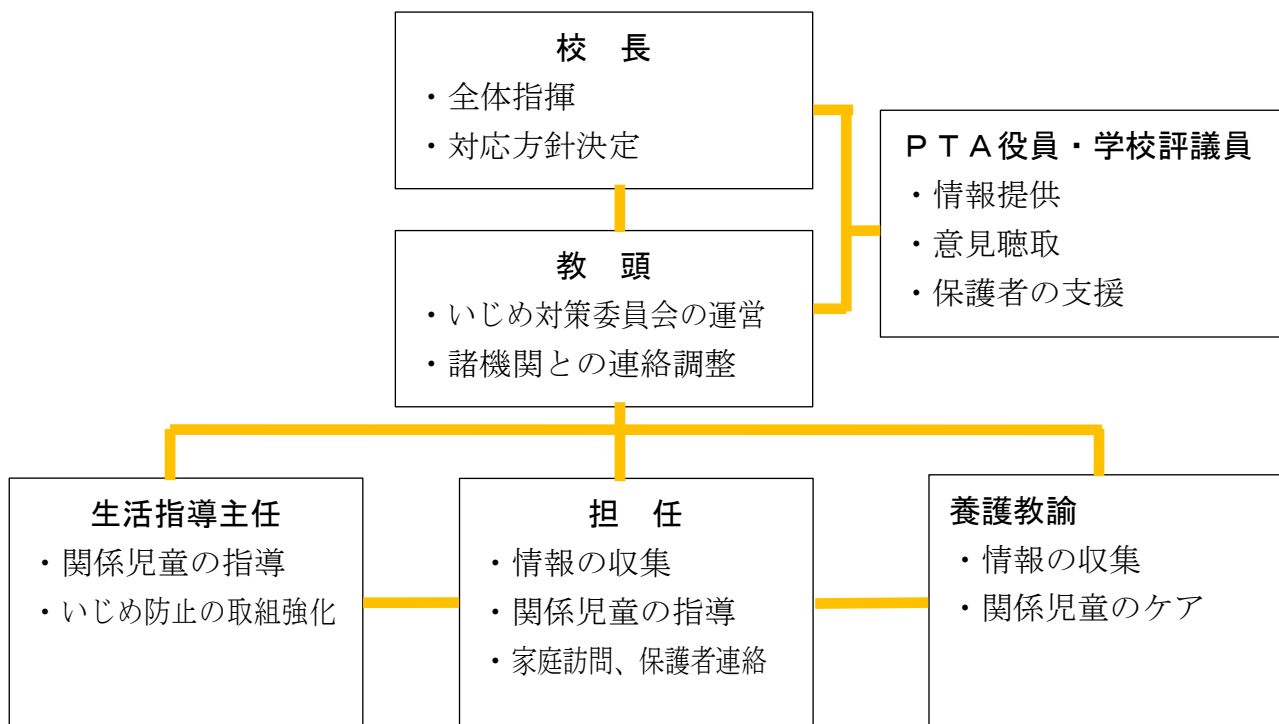 校　長
・全体指揮
・対応方針決定
ＰＴＡ役員・学校評議員
・情報提供
・意見聴取
・保護者の支援
教　頭
・いじめ対策委員会の運営
・諸機関との連絡調整
生活指導主任
・関係児童の指導
・いじめ防止の取組強化
担　任
・情報の収集
・関係児童の指導
・家庭訪問、保護者連絡
養護教諭
・情報の収集
・関係児童のケア